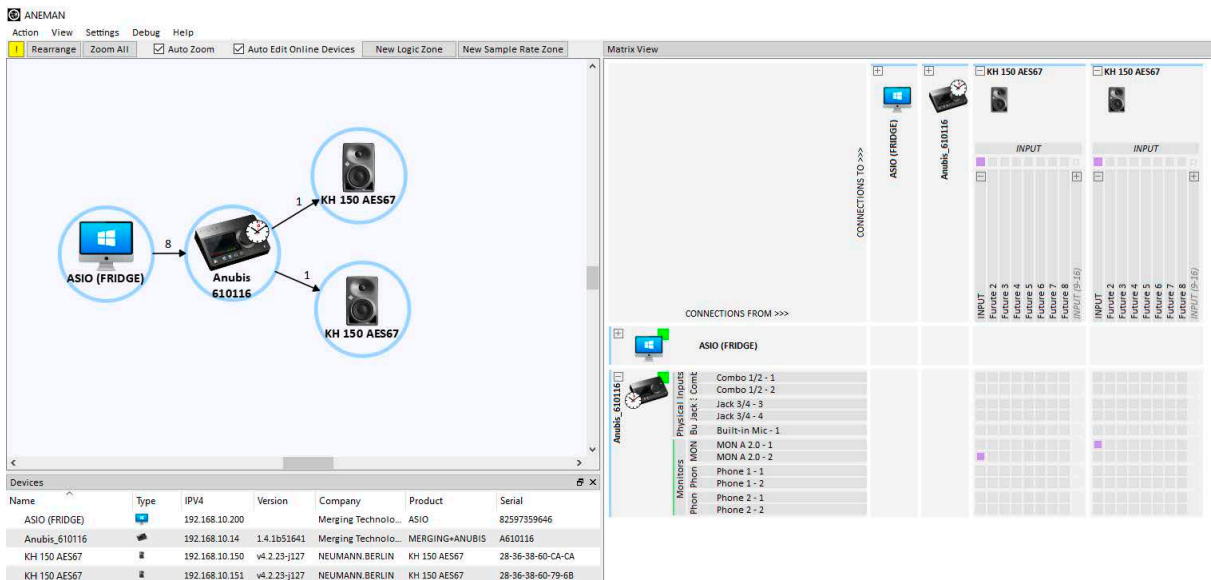 ANEMAN
Action View Settings Debug Help
! Rearrange Zoom All Auto Zoom Auto Edit Online Devices New Logic Zone New Sample Rate Zone
ASIO (FRIDGE)
8
Anubis
610116
1
KH 150 AES67
1
KH 150 AES67
Devices
Name Type IPV4 Version Company Product Serial
ASIO (FRIDGE) 192.168.10.200 Merging Technolo... ASIO 82597359646
Anubis_610116 192.168.10.14 1.4.1b51641 Merging Technolo... MERGING+ANUBIS A610116
KH 150 AES67 192.168.10.150 v4.2.23-j127 NEUMANN.BERLIN KH 150 AES67 28-36-38-60-CA-CA
KH 150 AES67 192.168.10.151 v4.2.23-j127 NEUMANN.BERLIN KH 150 AES67 28-36-38-60-79-6B
Matrix View
CONNECTIONS TO >>>
CONNECTIONS FROM >>>
ASIO (FRIDGE)
Anubis_610116
KH 150 AES67
INPUT
INPUT
Furute 2
Future 3
Future 4
Future 5
Future 6
Future 7
Future 8
INPUT (9-16)
KH 150 AES67
INPUT
INPUT
Furute 2
Future 3
Future 4
Future 5
Future 6
Future 7
Future 8
INPUT (9-16)
ASIO (FRIDGE)
Anubis_610116
Physical Inputs
Comb
Combo 1/2 - 1
Combo 1/2 - 2
Jack 3/4 - 3
Jack 3/4 - 4
Bu
Built-in Mic - 1
Monitors
MON
MON A 2.0 - 1
MON A 2.0 - 2
Phon
Phone 1 - 1
Phone 1 - 2
Phon
Phone 2 - 1
Phone 2 - 2